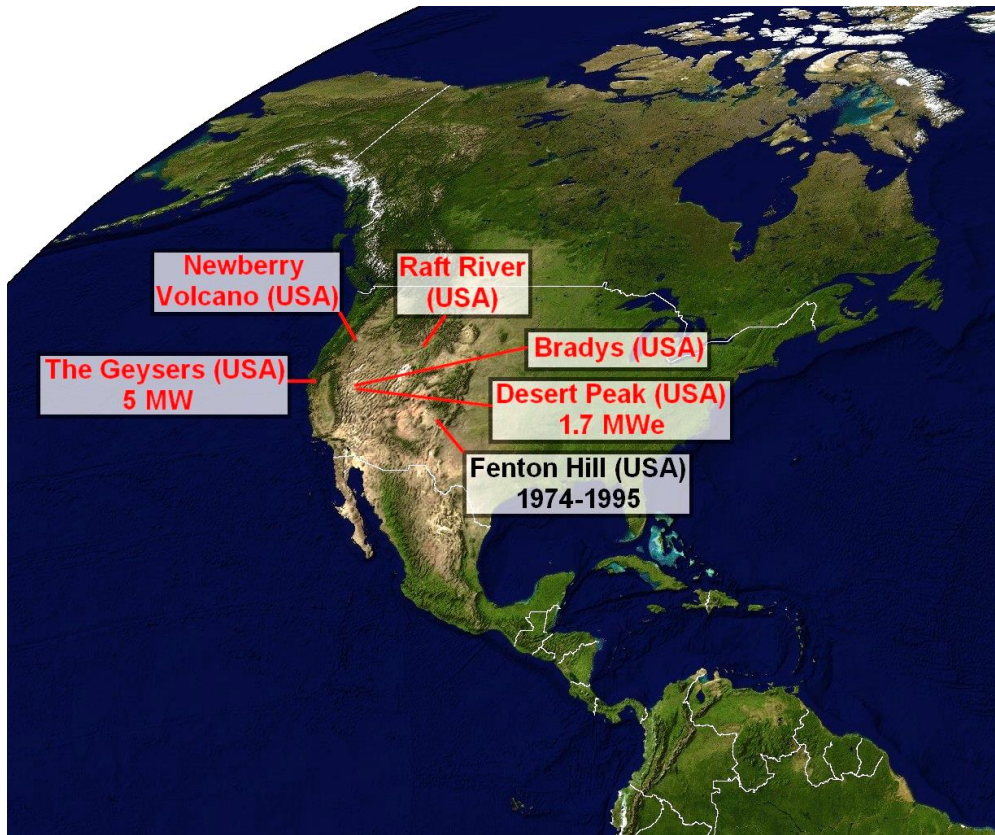 Newberry
Volcano (USA)
Raft River
(USA)
Bradys (USA)
The Geysers (USA)
5 MW
Desert Peak (USA)
1.7 MWe
Fenton Hill (USA)
1974-1995